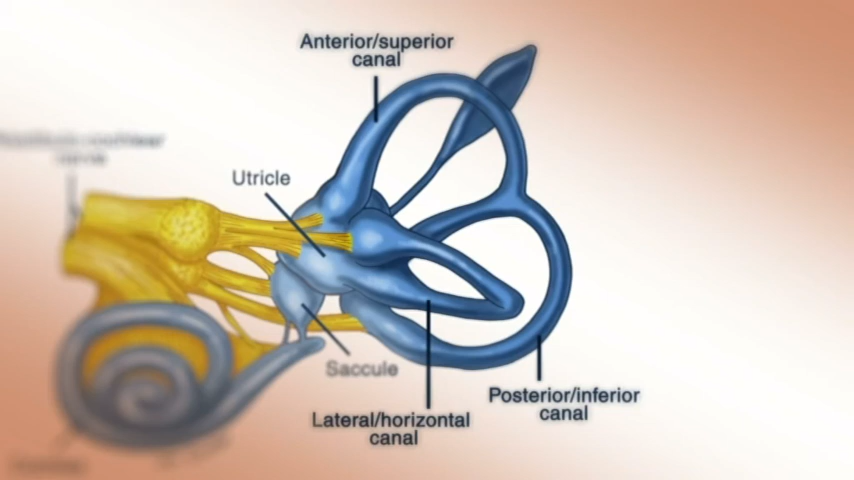 Anterior/superior
canal
Utricle
Saccule
Lateral/horizontal
canal
Posterior/inferior
canal